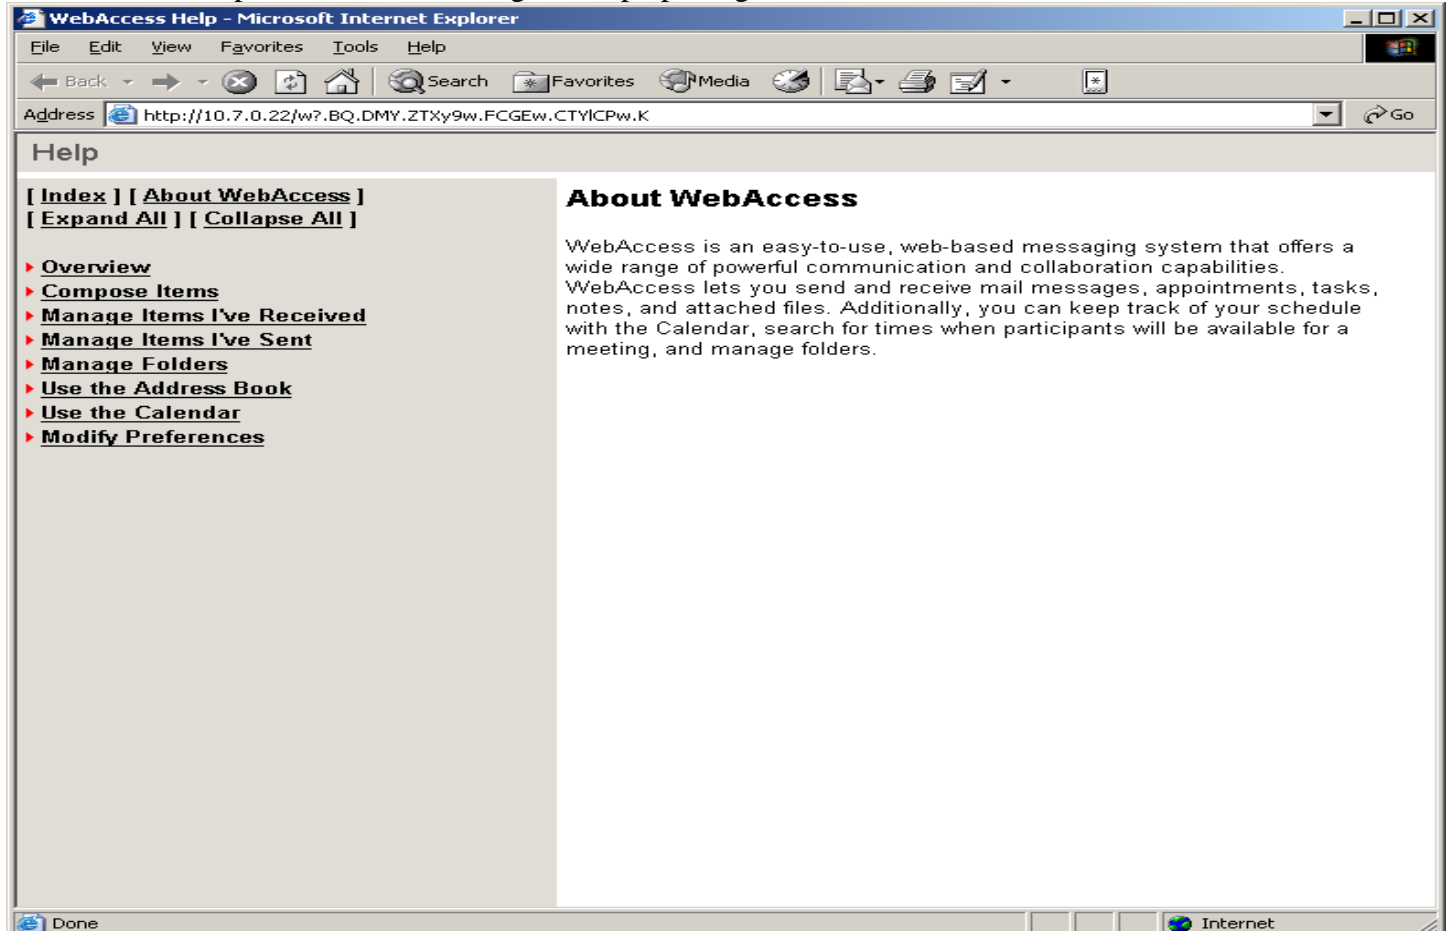 WebAccess Help - Microsoft Internet Explorer
File Edit View Favorites Tools Help
Back Search Favorites Media
Address http://10.7.0.22/w?.BQ.DMY.ZTXy9w.FCGEw.CTYlCPw.K Go
Help
[ Index ] [ About WebAccess ]
[ Expand All ] [ Collapse All ]
Overview
Compose Items
Manage Items I've Received
Manage Items I've Sent
Manage Folders
Use the Address Book
Use the Calendar
Modify Preferences
About WebAccess
WebAccess is an easy-to-use, web-based messaging system that offers a
wide range of powerful communication and collaboration capabilities.
WebAccess lets you send and receive mail messages, appointments, tasks,
notes, and attached files. Additionally, you can keep track of your schedule
with the Calendar, search for times when participants will be available for a
meeting, and manage folders.
Done Internet